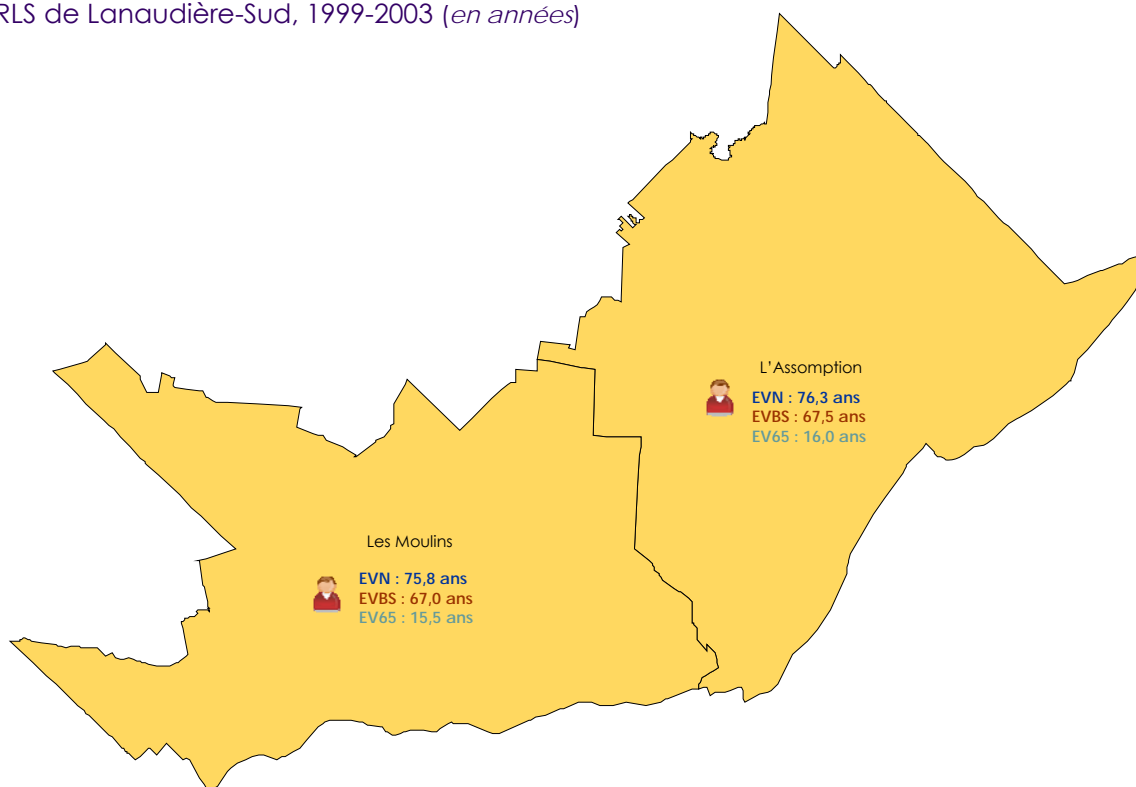 RLS de Lanaudière-Sud, 1999-2003 (en années)
L'Assomption
EVN : 76,3 ans
EVBS : 67,5 ans
EV65 : 16,0 ans
Les Moulins
EVN : 75,8 ans
EVBS : 67,0 ans
EV65 : 15,5 ans